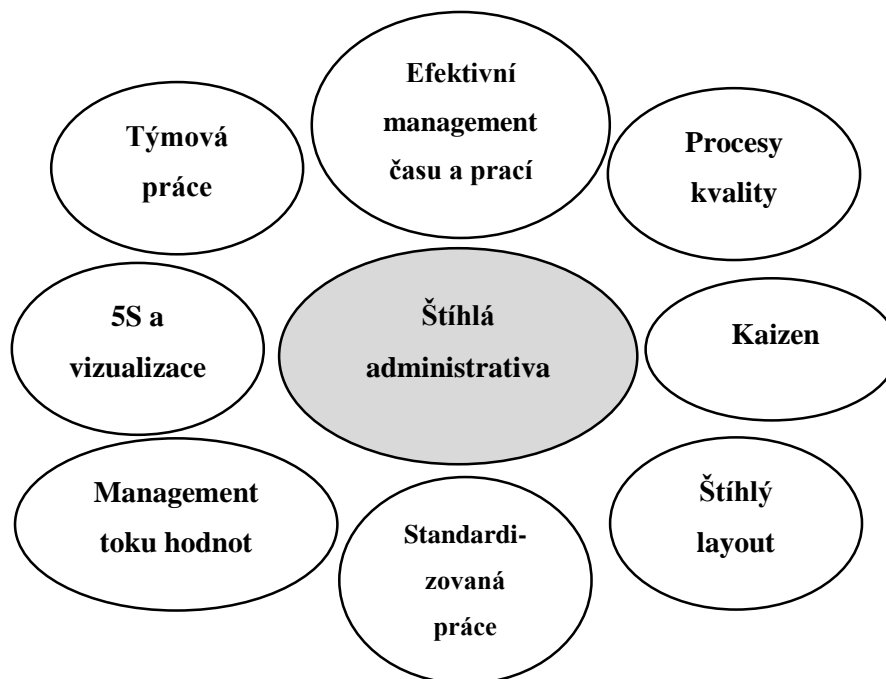 Efektivní
management
času a prací
Týmová
práce
Procesy
kvality
5S a
vizualizace
Štíhlá
administrativa
Kaizen
Management
toku hodnot
Standardi-
zovaná
práce
Štíhlý
layout